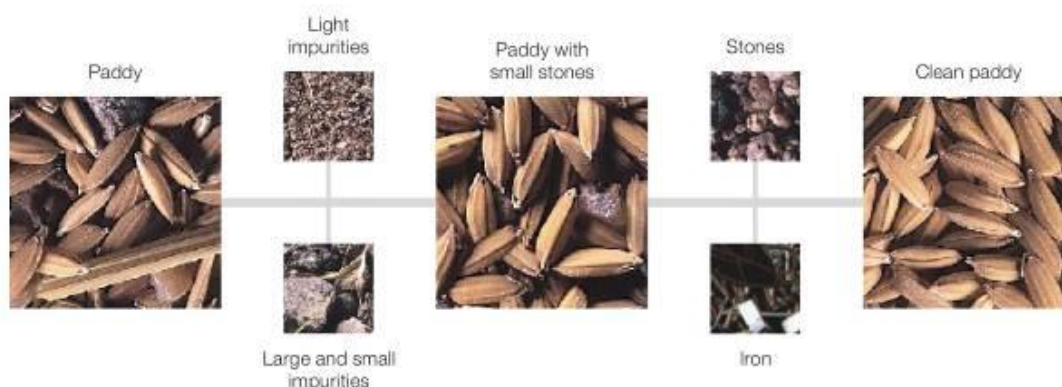 Paddy
Light
impurities
Large and small
impurities
Paddy with
small stones
Stones
Iron
Clean paddy